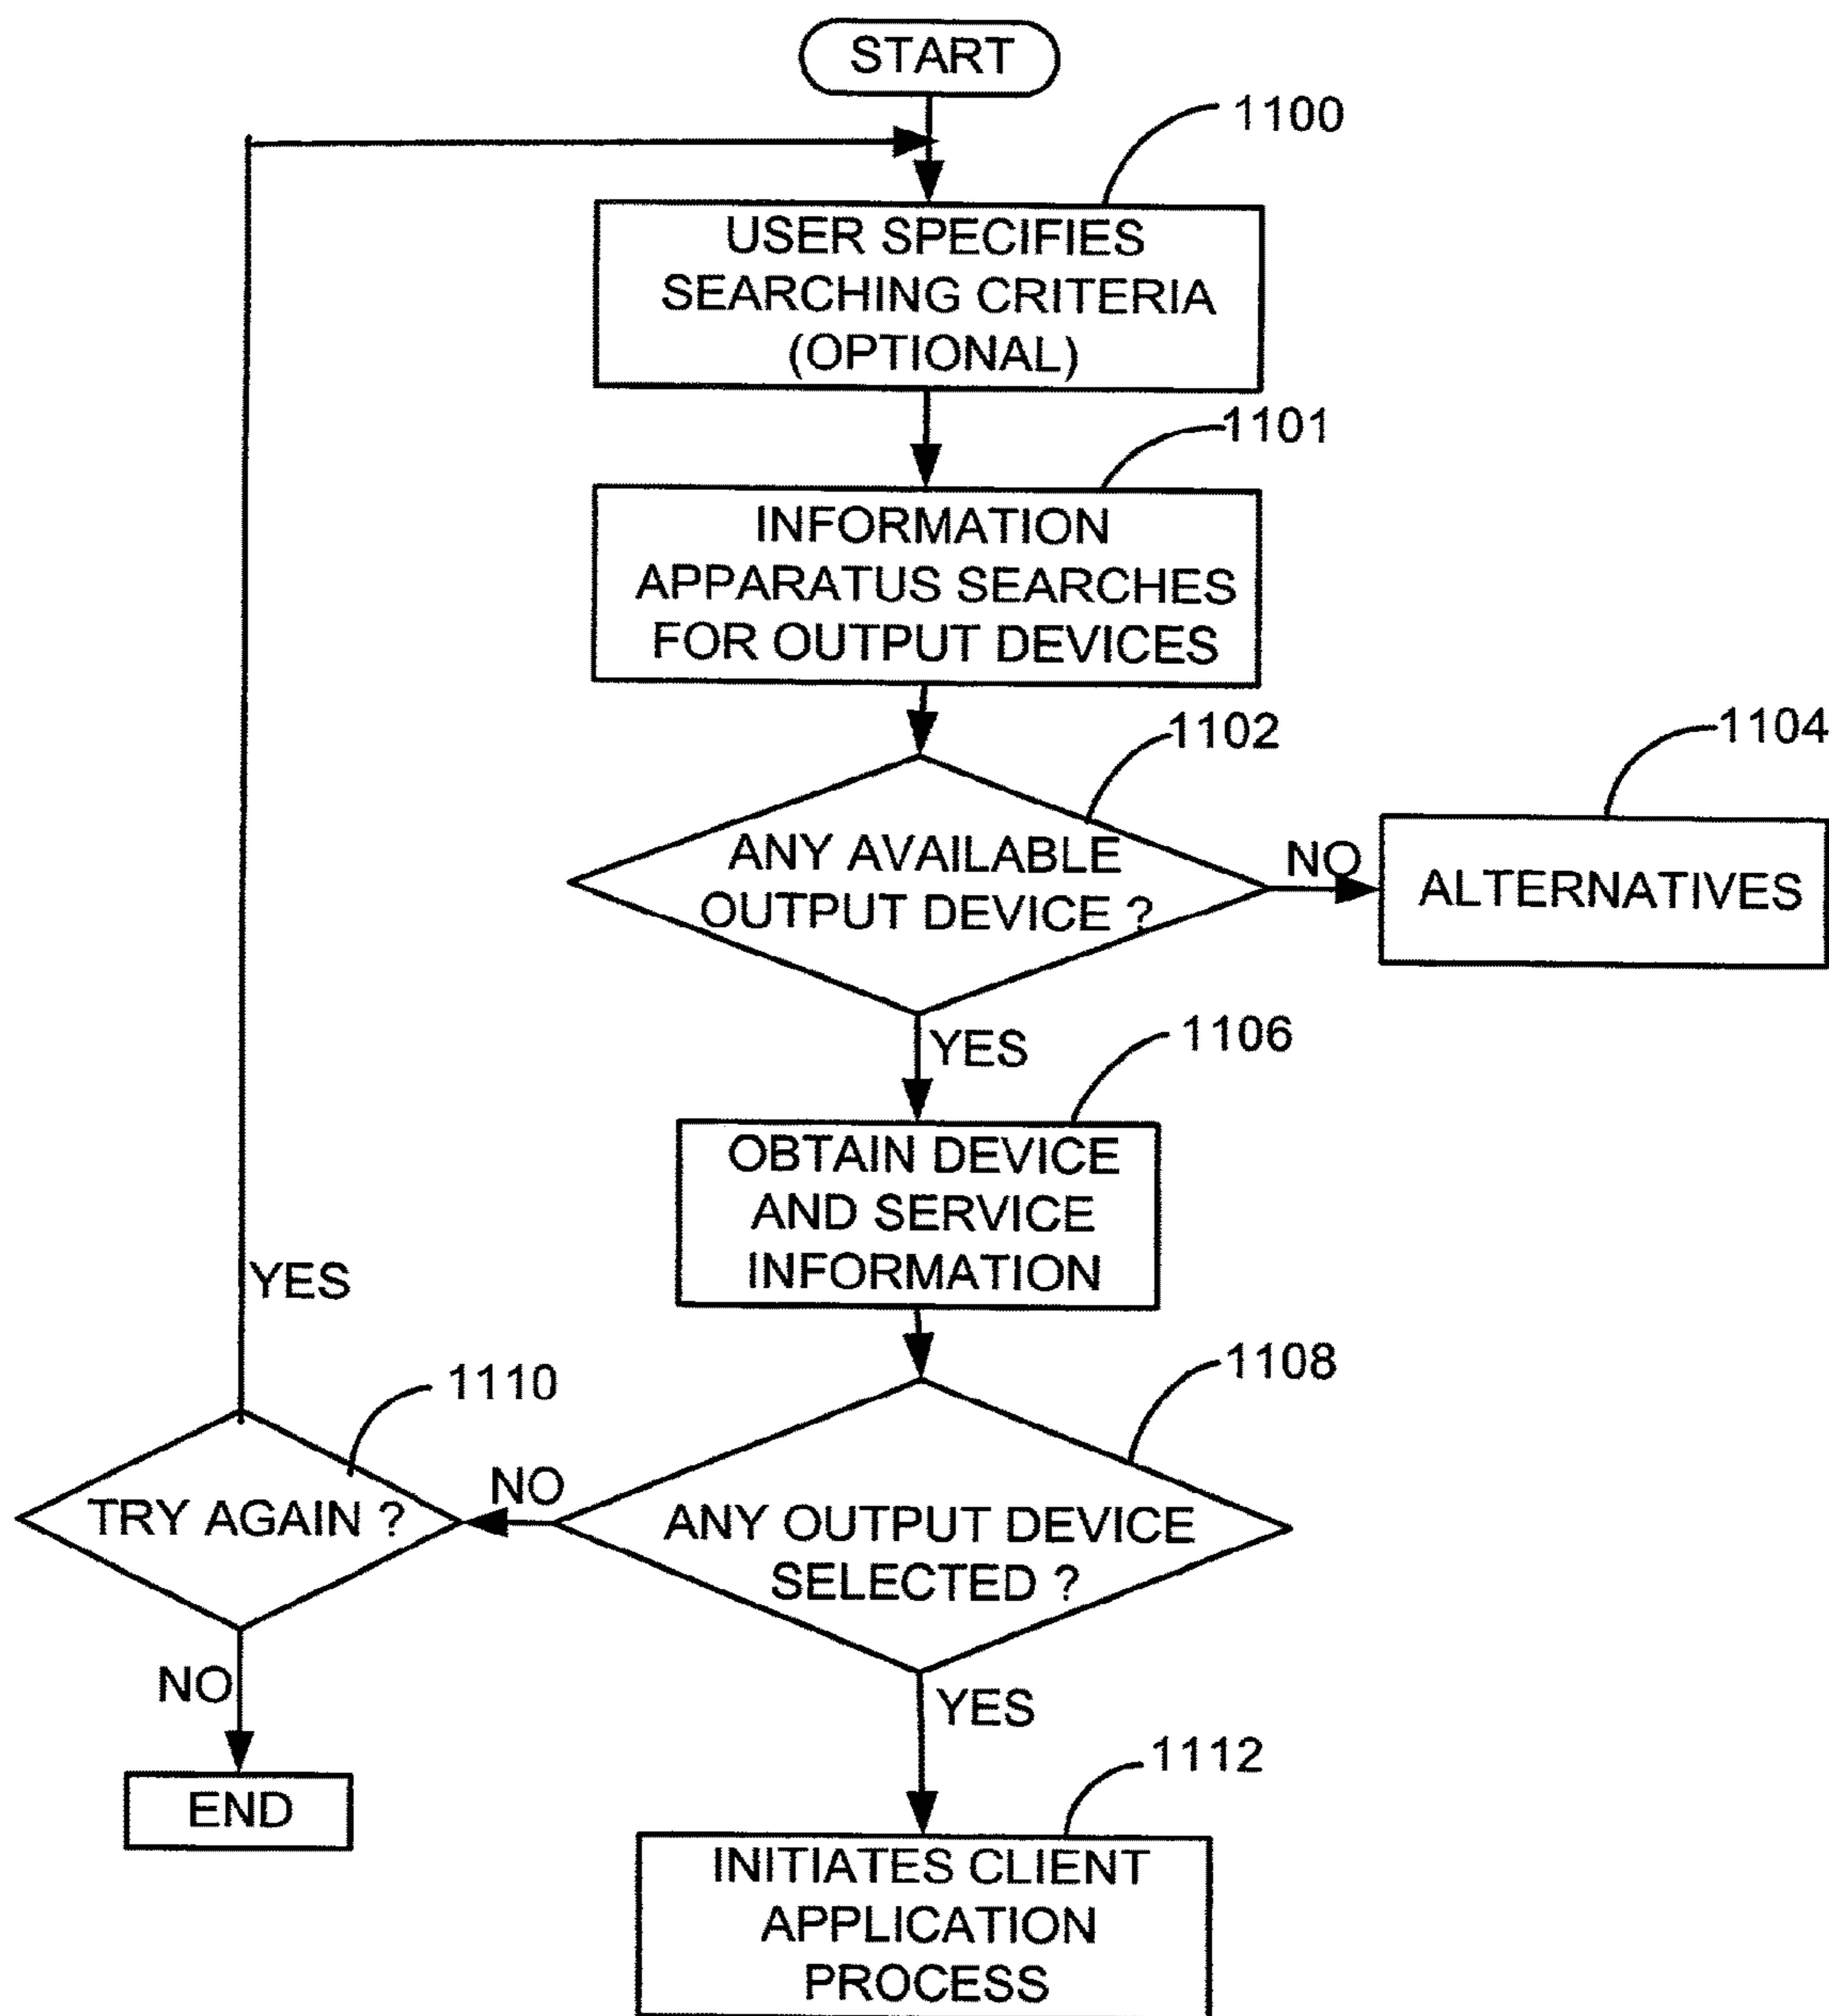 START
1100
USER SPECIFIES
SEARCHING CRITERIA
(OPTIONAL)
1101
INFORMATION
APPARATUS SEARCHES
FOR OUTPUT DEVICES
1102
1104
ANY AVAILABLE
OUTPUT DEVICE ?
NO
ALTERNATIVES
YES
1106
OBTAIN DEVICE
AND SERVICE
INFORMATION
YES
1108
1110
NO
TRY AGAIN ?
ANY OUTPUT DEVICE
SELECTED ?
NO
YES
1112
END
INITIATES CLIENT
APPLICATION
PROCESS